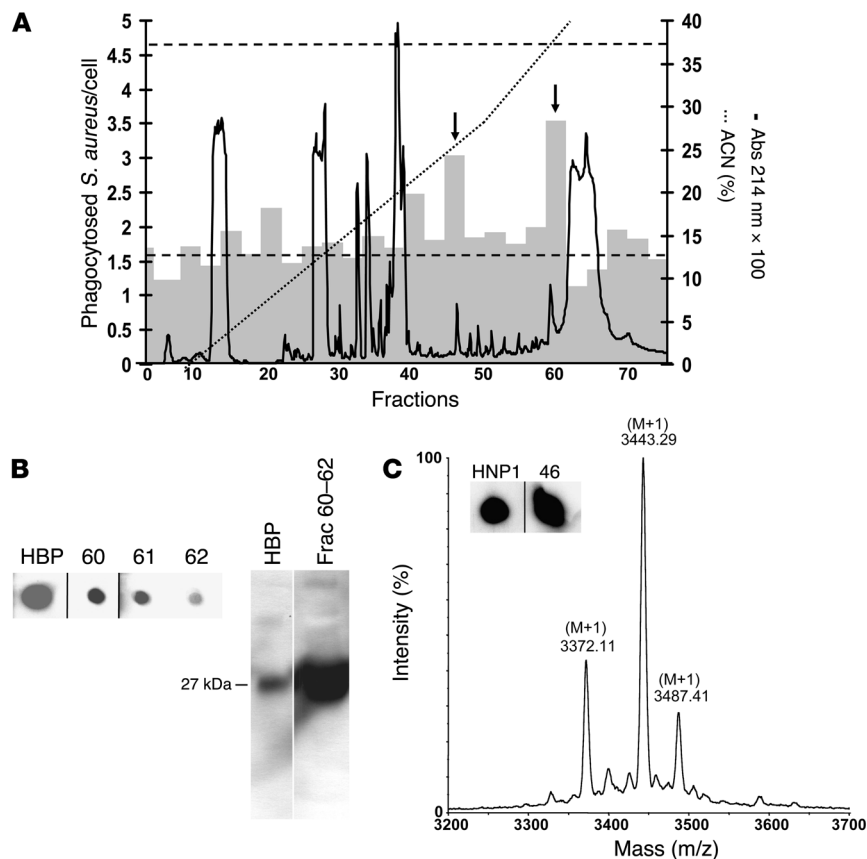 A
Phagocytosed S. aureus/cell
5
4.5
4
3.5
3
2.5
2
1.5
1
0.5
0
40
35
30
25
20
15
10
5
0
··· ACN (%)
- Abs 214 nm × 100
0 10 20 30 40 50 60 70
Fractions
B
HBP 60 61 62
HBP
Frac 60–62
27 kDa
C
HNP1 46
(M+1)
3443.29
(M+1)
3372.11
(M+1)
3487.41
100
Intensity (%)
0
3200 3300 3400 3500 3600 3700
Mass (m/z)